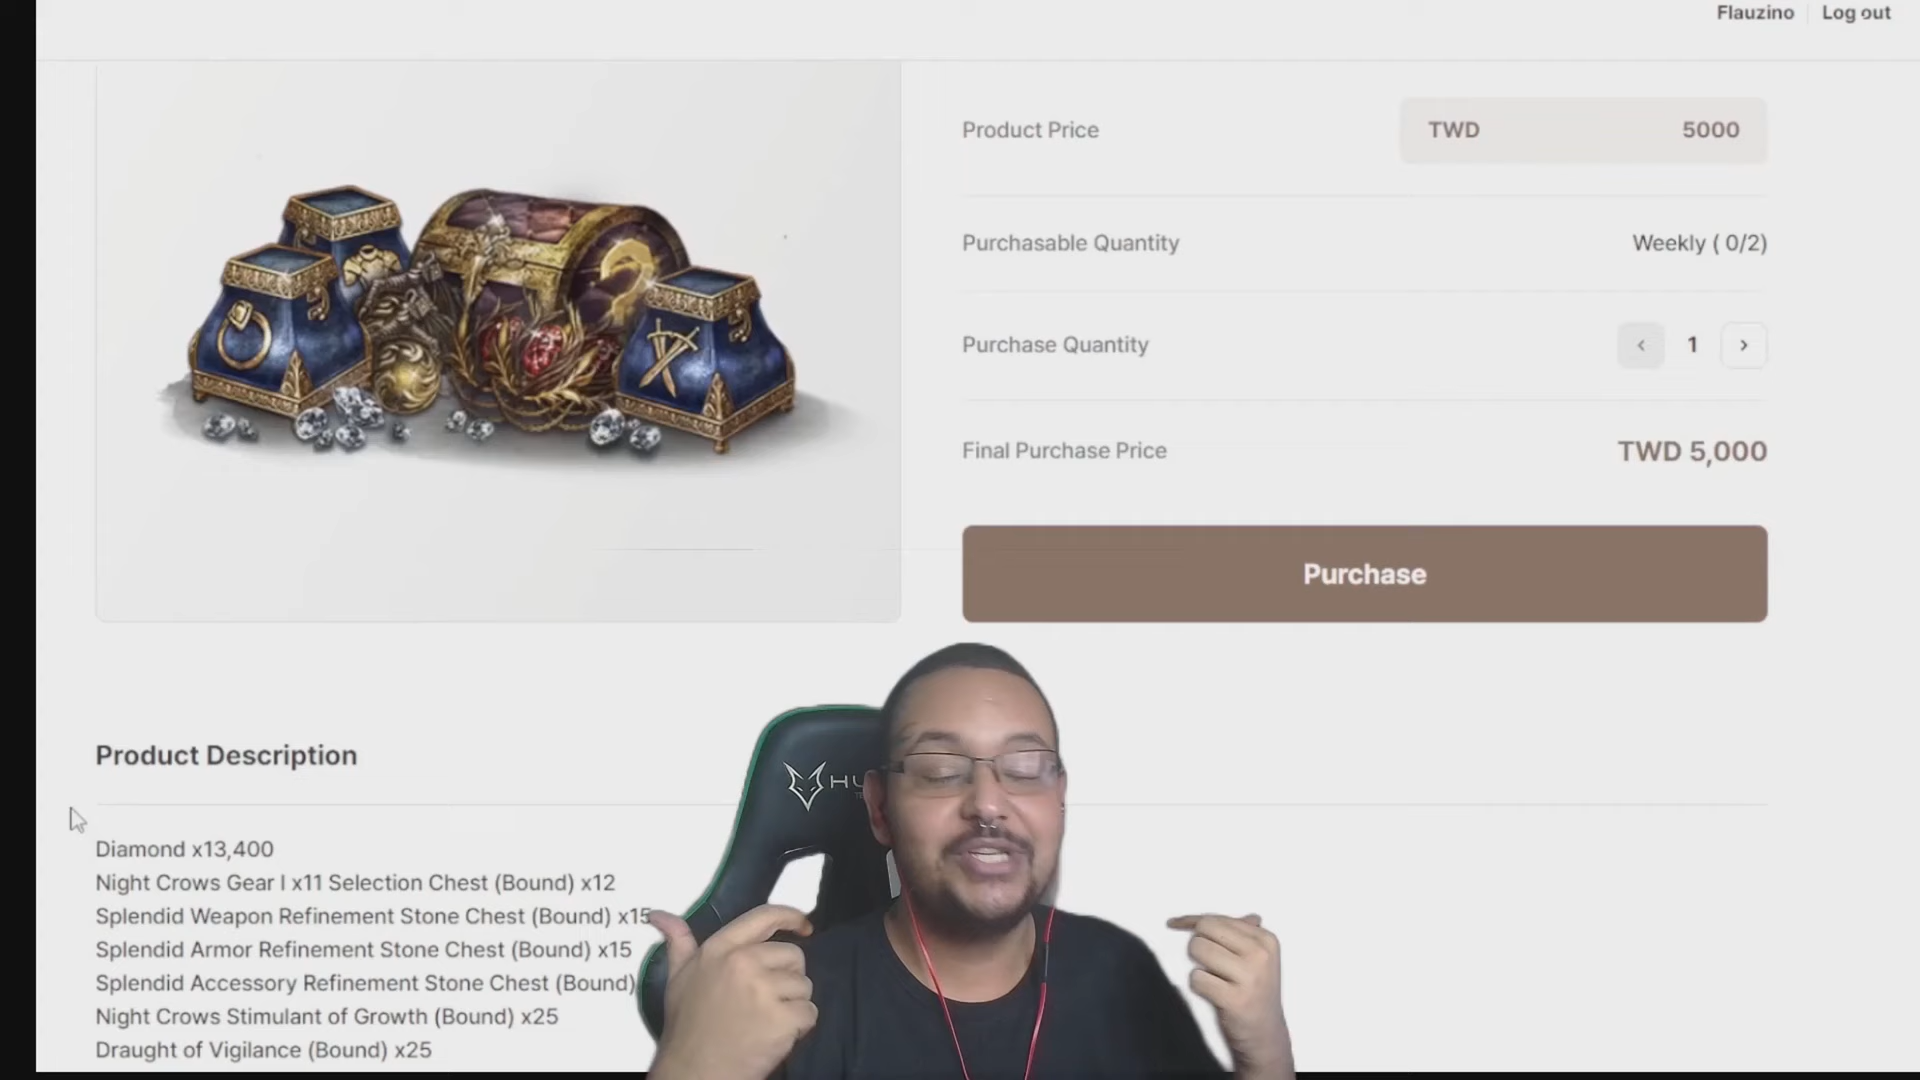 Flauzino
Log out
Product Price
TWD 5000
Purchasable Quantity
Weekly ( 0/2)
Purchase Quantity
1
Final Purchase Price
TWD 5,000
Purchase
Product Description
Diamond x13,400
Night Crows Gear I x11 Selection Chest (Bound) x12
Splendid Weapon Refinement Stone Chest (Bound) x15
Splendid Armor Refinement Stone Chest (Bound) x15
Splendid Accessory Refinement Stone Chest (Bound)
Night Crows Stimulant of Growth (Bound) x25
Draught of Vigilance (Bound) x25